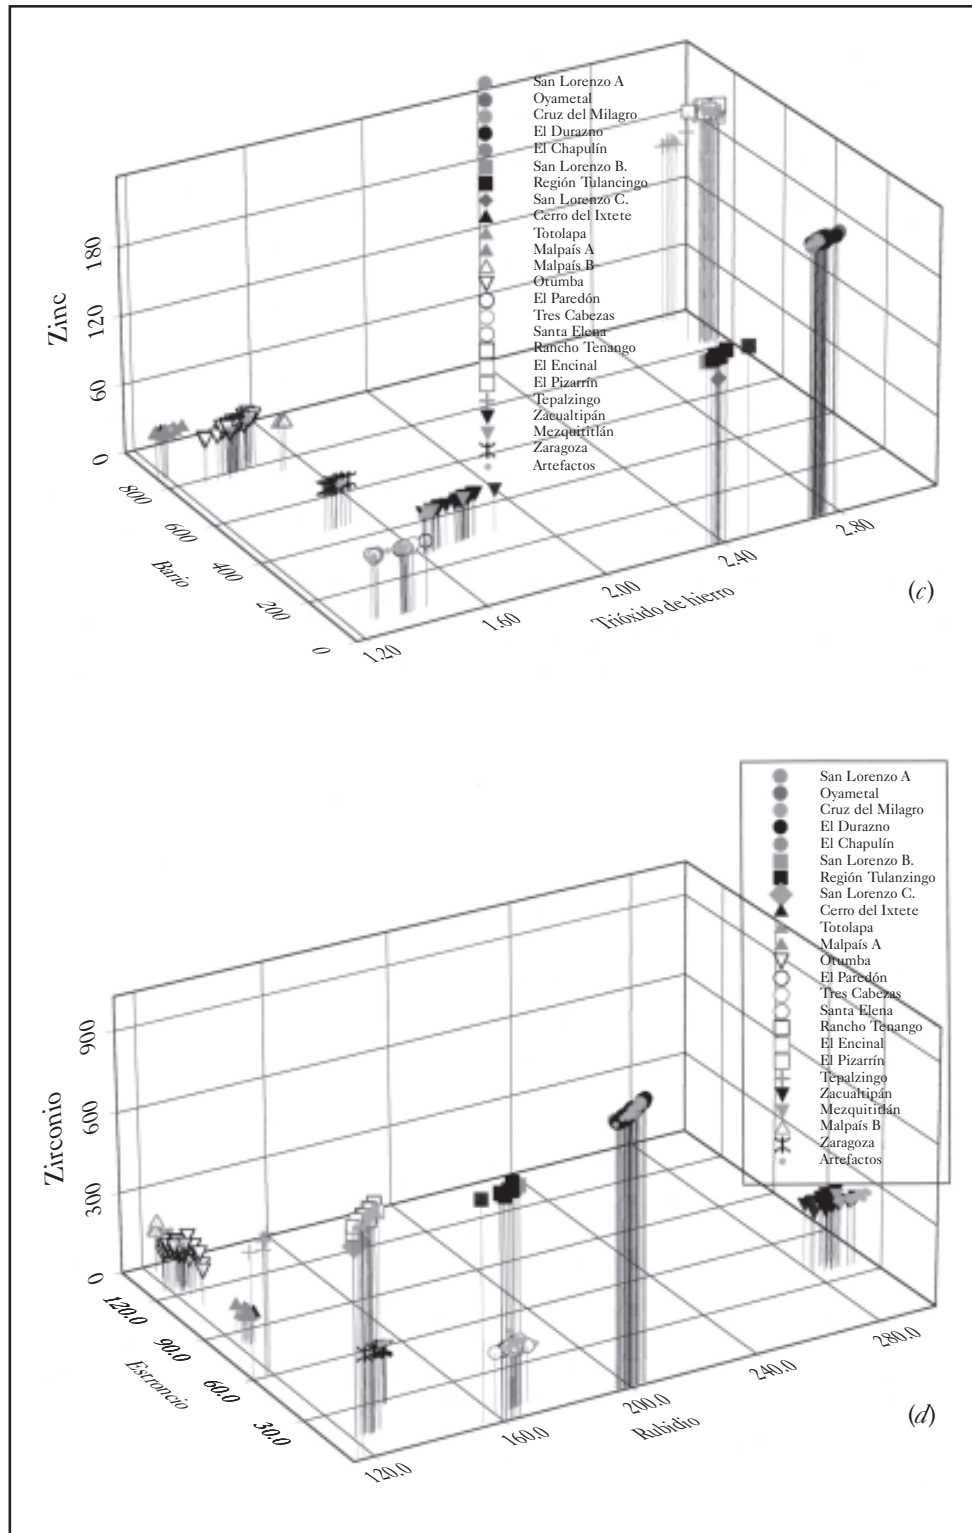 San Lorenzo A
Oyametal
Cruz del Milagro
El Durazno
El Chapulín
San Lorenzo B.
Región Tulancingo
San Lorenzo C.
Cerro del Ixtete
Totolapa
Malpaís A
Malpaís B
Otumba
El Paredón
Tres Cabezas
Santa Elena
Rancho Tenango
El Encinal
El Pizarrín
Tepalzingo
Zacualtipán
Mezquititlán
Zaragoza
Artefactos
Zinc
180
120
60
0
800
600
400
200
0
Bario
1.20
1.60
2.00
2.40
2.80
Trióxido de hierro
(c)
San Lorenzo A
Oyametal
Cruz del Milagro
El Durazno
El Chapulín
San Lorenzo B.
Región Tulanzingo
San Lorenzo C.
Cerro del Ixtete
Totolapa
Malpaís A
Otumba
El Paredón
Tres Cabezas
Santa Elena
Rancho Tenango
El Encinal
El Pizarrín
Tepalzingo
Zacualtipán
Mezquititlán
Malpaís B
Zaragoza
Artefactos
Zirconio
900
600
300
0
120.0
90.0
60.0
30.0
Estroncio
120.0
160.0
200.0
240.0
280.0
Rubidio
(d)